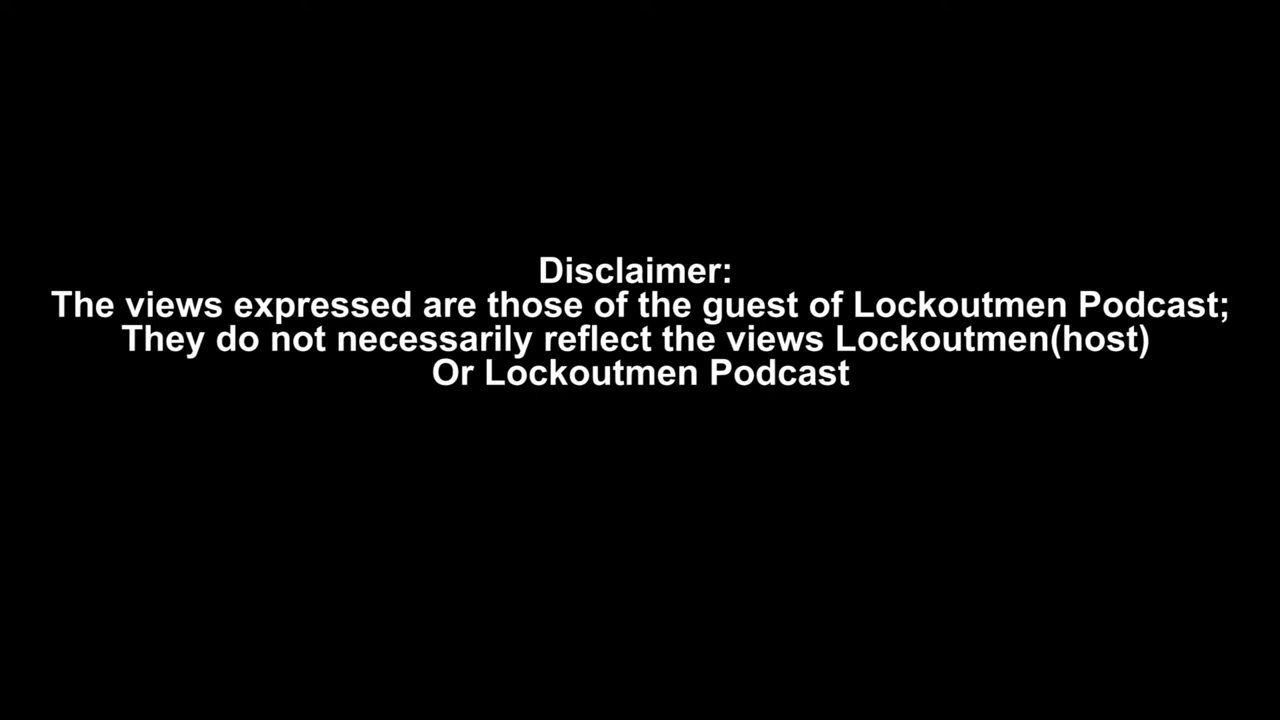 Disclaimer:
The views expressed are those of the guest of Lockoutmen Podcast;
They do not necessarily reflect the views Lockoutmen(host)
Or Lockoutmen Podcast